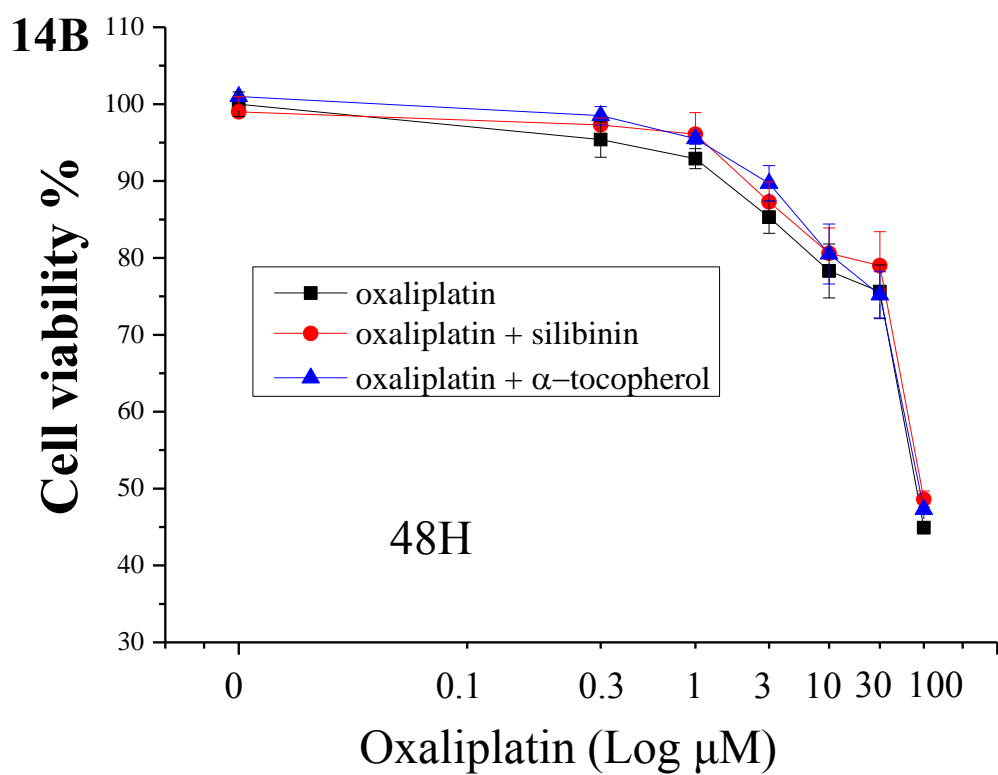 14B
110
100
90
80
70
60
50
40
30
Cell viability %
oxaliplatin
oxaliplatin + silibinin
oxaliplatin + α−tocopherol
48H
0 0.1 0.3 1 3 10 30 100
Oxaliplatin (Log μM)